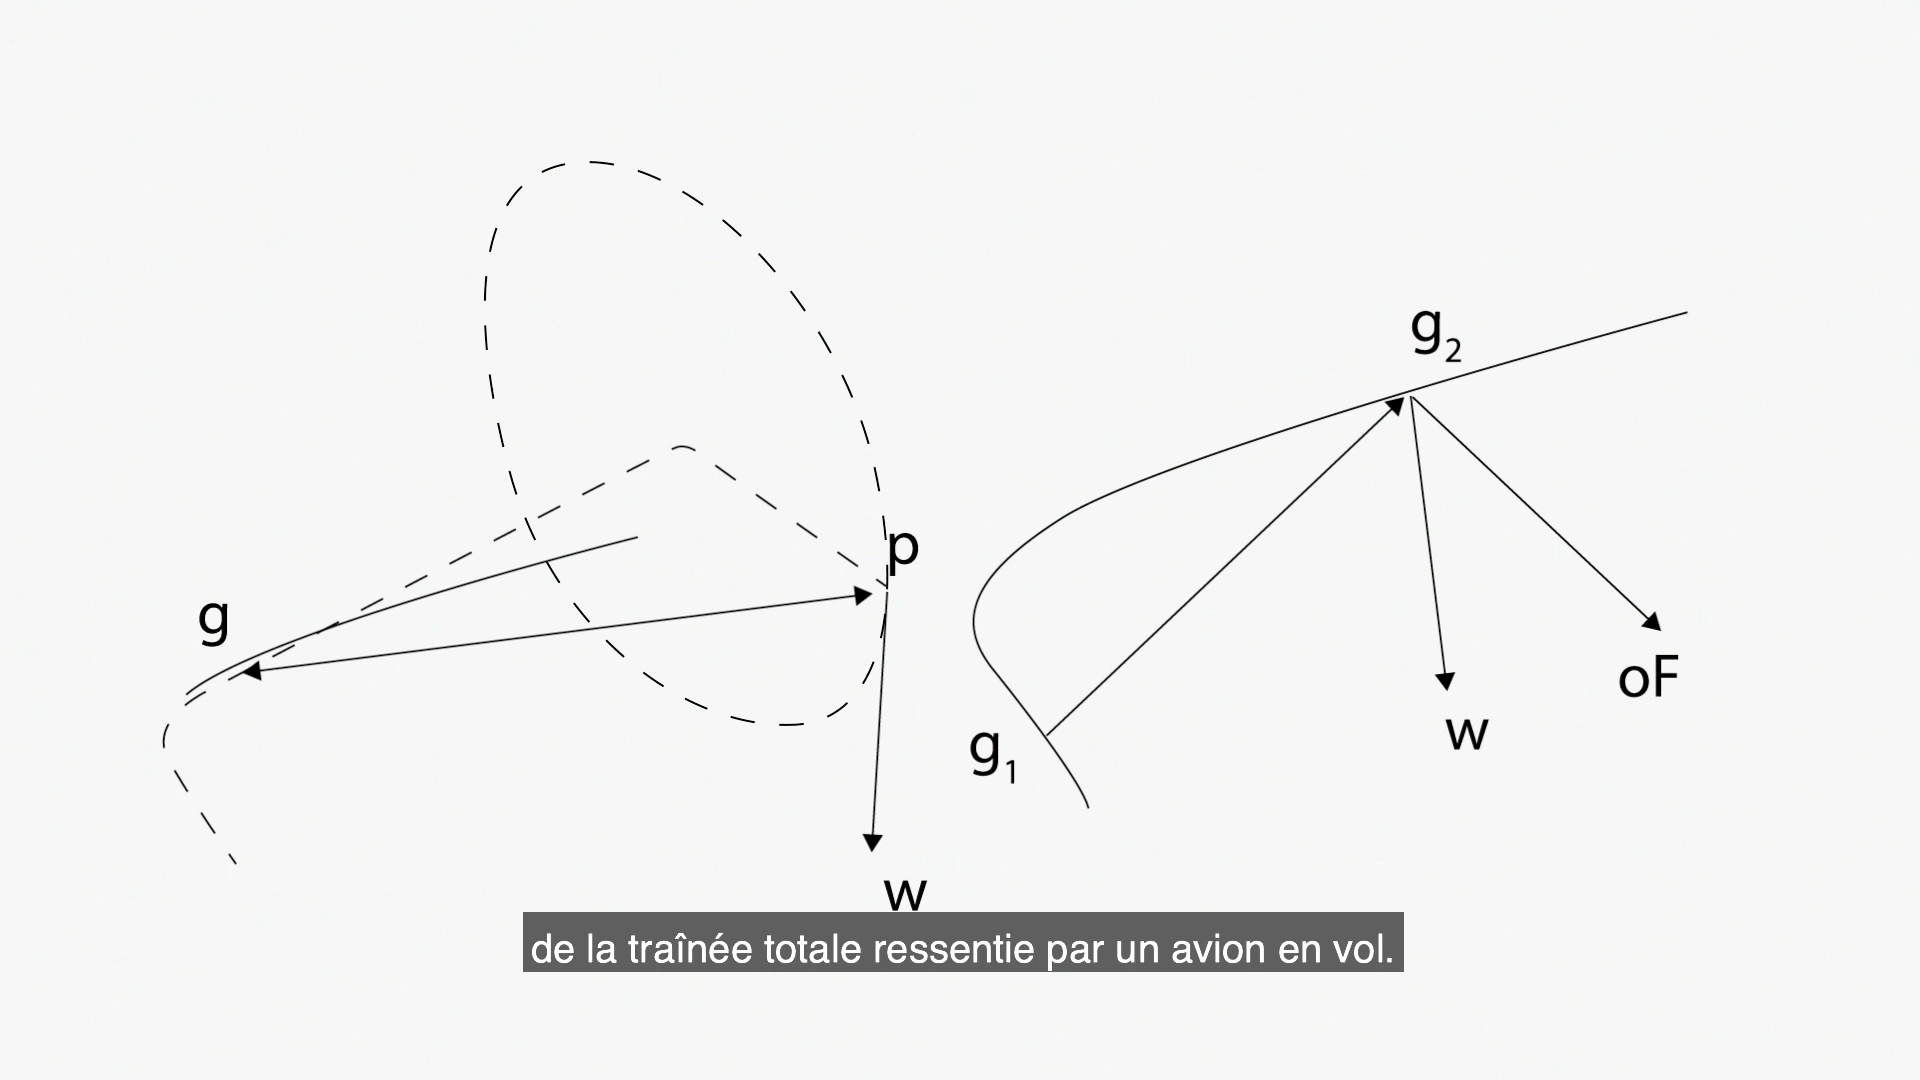 g
p
w
g₂
g₁
w
oF
de la traînée totale ressentie par un avion en vol.